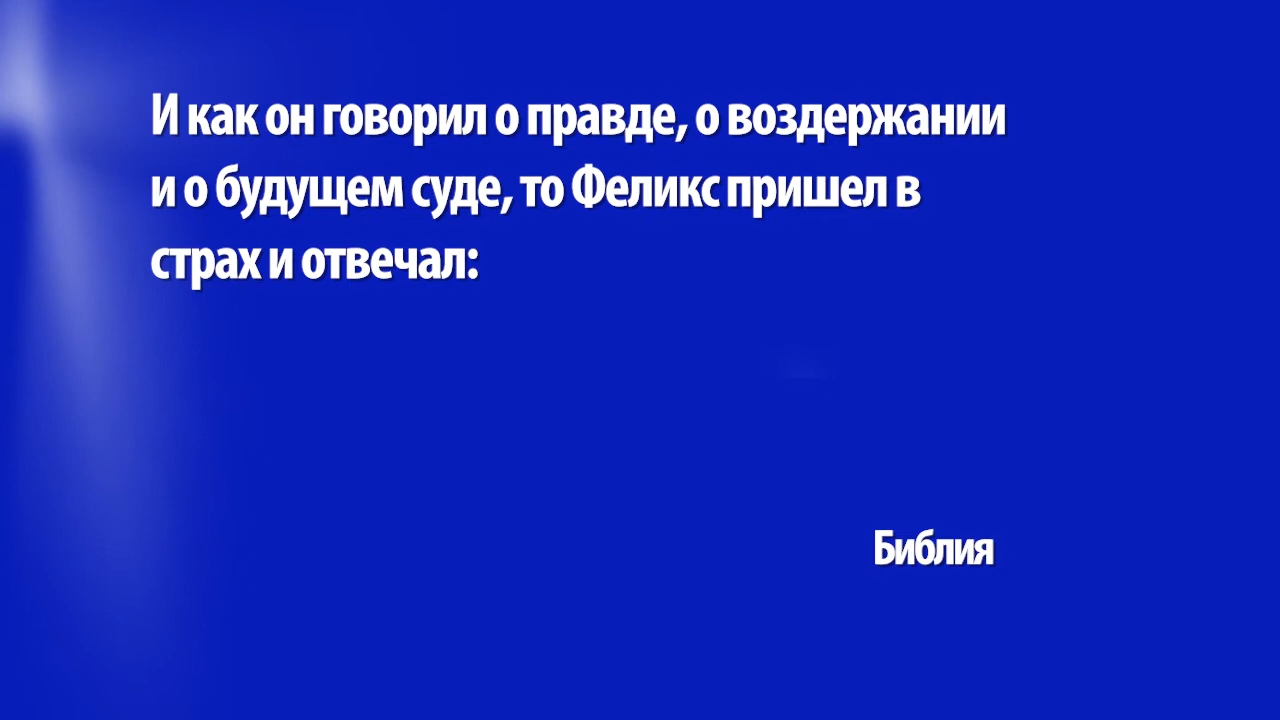 И как он говорил о правде, о воздержании
и о будущем суде, то Феликс пришел в
страх и отвечал:
Библия